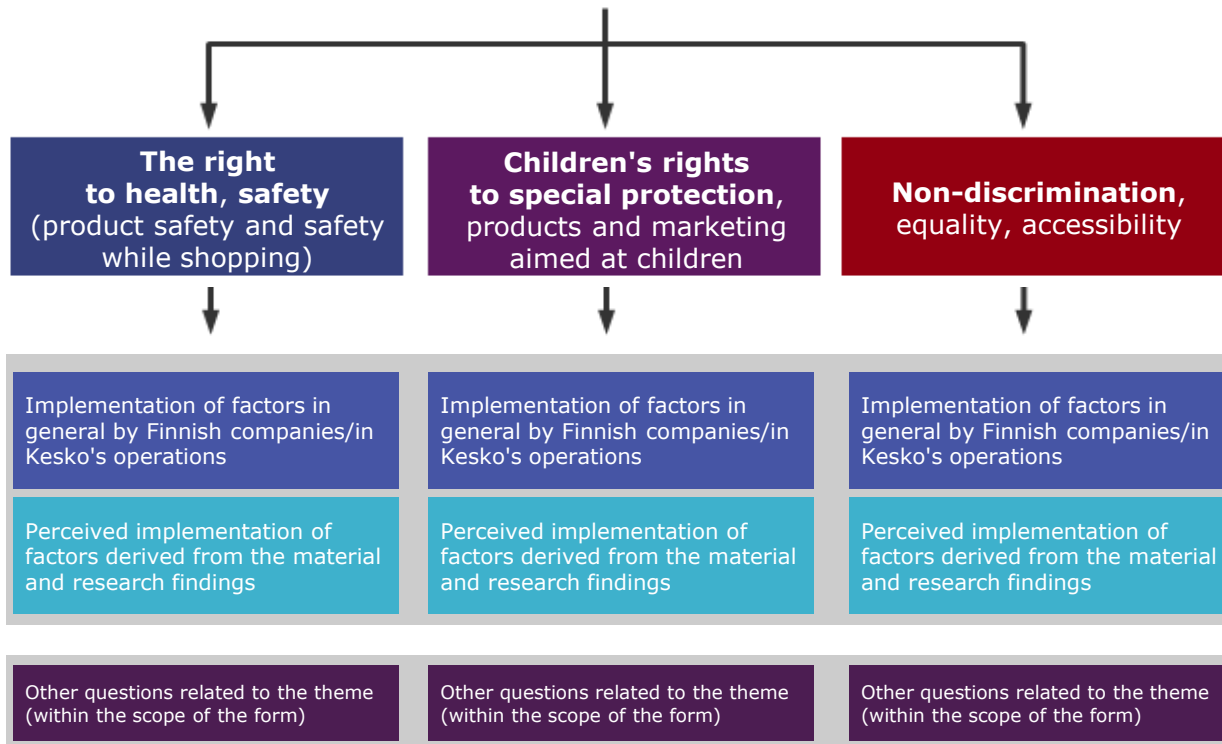 The right
to health, safety
(product safety and safety
while shopping)
Children's rights
to special protection,
products and marketing
aimed at children
Non-discrimination,
equality, accessibility
Implementation of factors in
general by Finnish companies/in
Kesko's operations
Implementation of factors in
general by Finnish companies/in
Kesko's operations
Implementation of factors in
general by Finnish companies/in
Kesko's operations
Perceived implementation of
factors derived from the material
and research findings
Perceived implementation of
factors derived from the material
and research findings
Perceived implementation of
factors derived from the material
and research findings
Other questions related to the theme
(within the scope of the form)
Other questions related to the theme
(within the scope of the form)
Other questions related to the theme
(within the scope of the form)